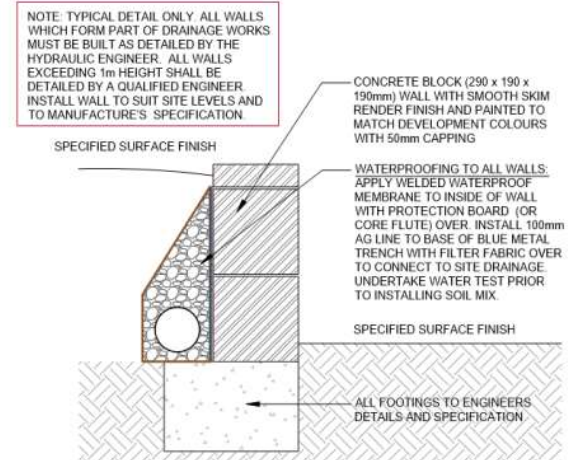 NOTE: TYPICAL DETAIL ONLY. ALL WALLS
WHICH FORM PART OF DRAINAGE WORKS
MUST BE BUILT AS DETAILED BY THE
HYDRAULIC ENGINEER. ALL WALLS
EXCEEDING 1m HEIGHT SHALL BE
DETAILED BY A QUALIFIED ENGINEER.
INSTALL WALL TO SUIT SITE LEVELS AND
TO MANUFACTURE'S SPECIFICATION.
SPECIFIED SURFACE FINISH
CONCRETE BLOCK (290 x 190 x
190mm) WALL WITH SMOOTH SKIM
RENDER FINISH AND PAINTED TO
MATCH DEVELOPMENT COLOURS
WITH 50mm CAPPING
WATERPROOFING TO ALL WALLS:
APPLY WELDED WATERPROOF
MEMBRANE TO INSIDE OF WALL
WITH PROTECTION BOARD (OR
CORE FLUTE) OVER. INSTALL 100mm
AG LINE TO BASE OF BLUE METAL
TRENCH WITH FILTER FABRIC OVER
TO CONNECT TO SITE DRAINAGE.
UNDERTAKE WATER TEST PRIOR
TO INSTALLING SOIL MIX.
SPECIFIED SURFACE FINISH
ALL FOOTINGS TO ENGINEERS
DETAILS AND SPECIFICATION